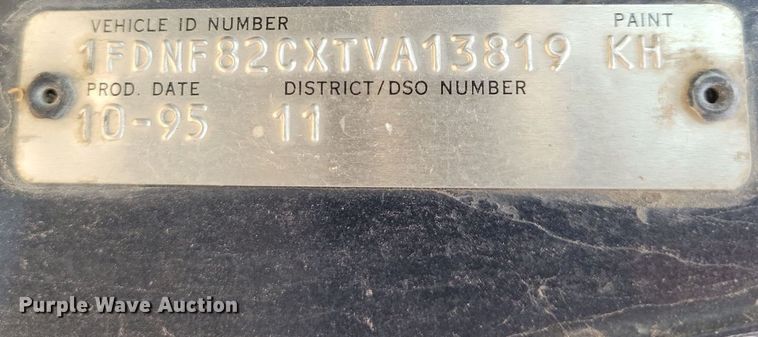 VEHICLE ID NUMBER PAINT
1FDNF82CXTVA13819 KH
PROD. DATE DISTRICT/DSO NUMBER
10-95 11
Purple Wave Auction